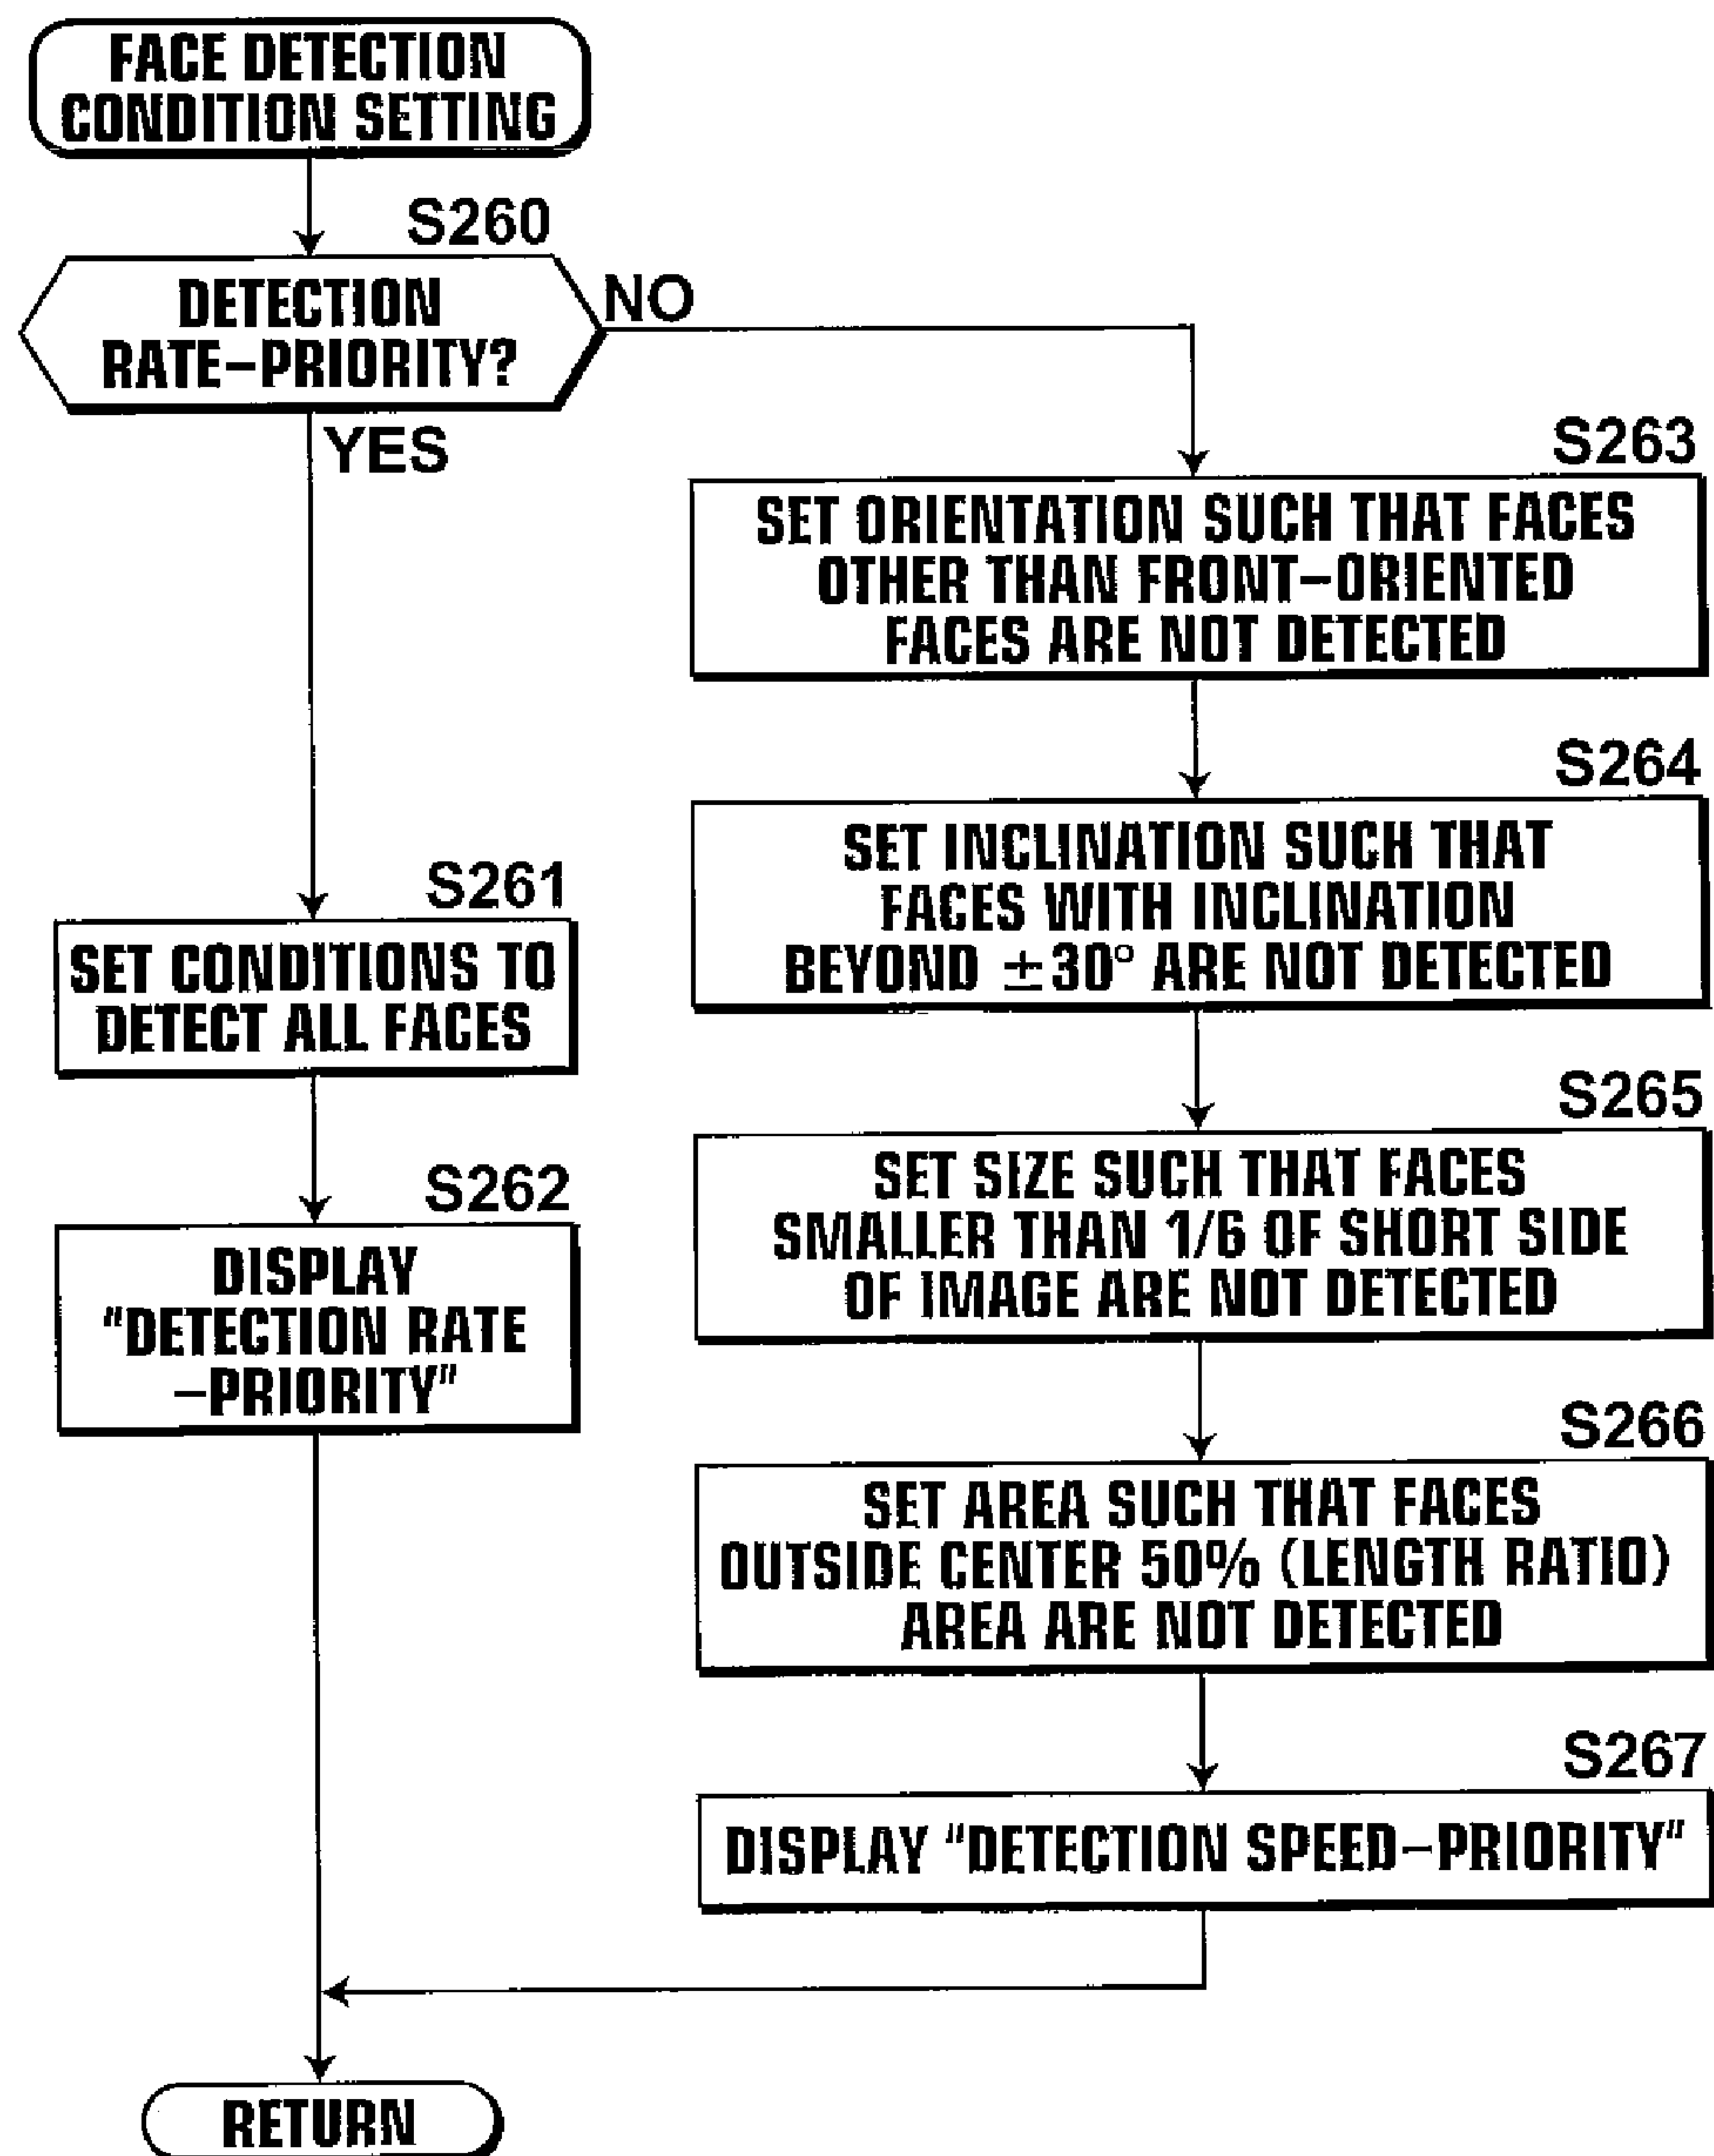 FACE DETECTION
CONDITION SETTING
S260
DETECTION
RATE-PRIORITY?
NO
YES
S261
SET CONDITIONS TO
DETECT ALL FACES
S262
DISPLAY
"DETECTION RATE
-PRIORITY"
S263
SET ORIENTATION SUCH THAT FACES
OTHER THAN FRONT-ORIENTED
FACES ARE NOT DETECTED
S264
SET INCLINATION SUCH THAT
FACES WITH INCLINATION
BEYOND ±30° ARE NOT DETECTED
S265
SET SIZE SUCH THAT FACES
SMALLER THAN 1/6 OF SHORT SIDE
OF IMAGE ARE NOT DETECTED
S266
SET AREA SUCH THAT FACES
OUTSIDE CENTER 50% (LENGTH RATIO)
AREA ARE NOT DETECTED
S267
DISPLAY "DETECTION SPEED-PRIORITY"
RETURN